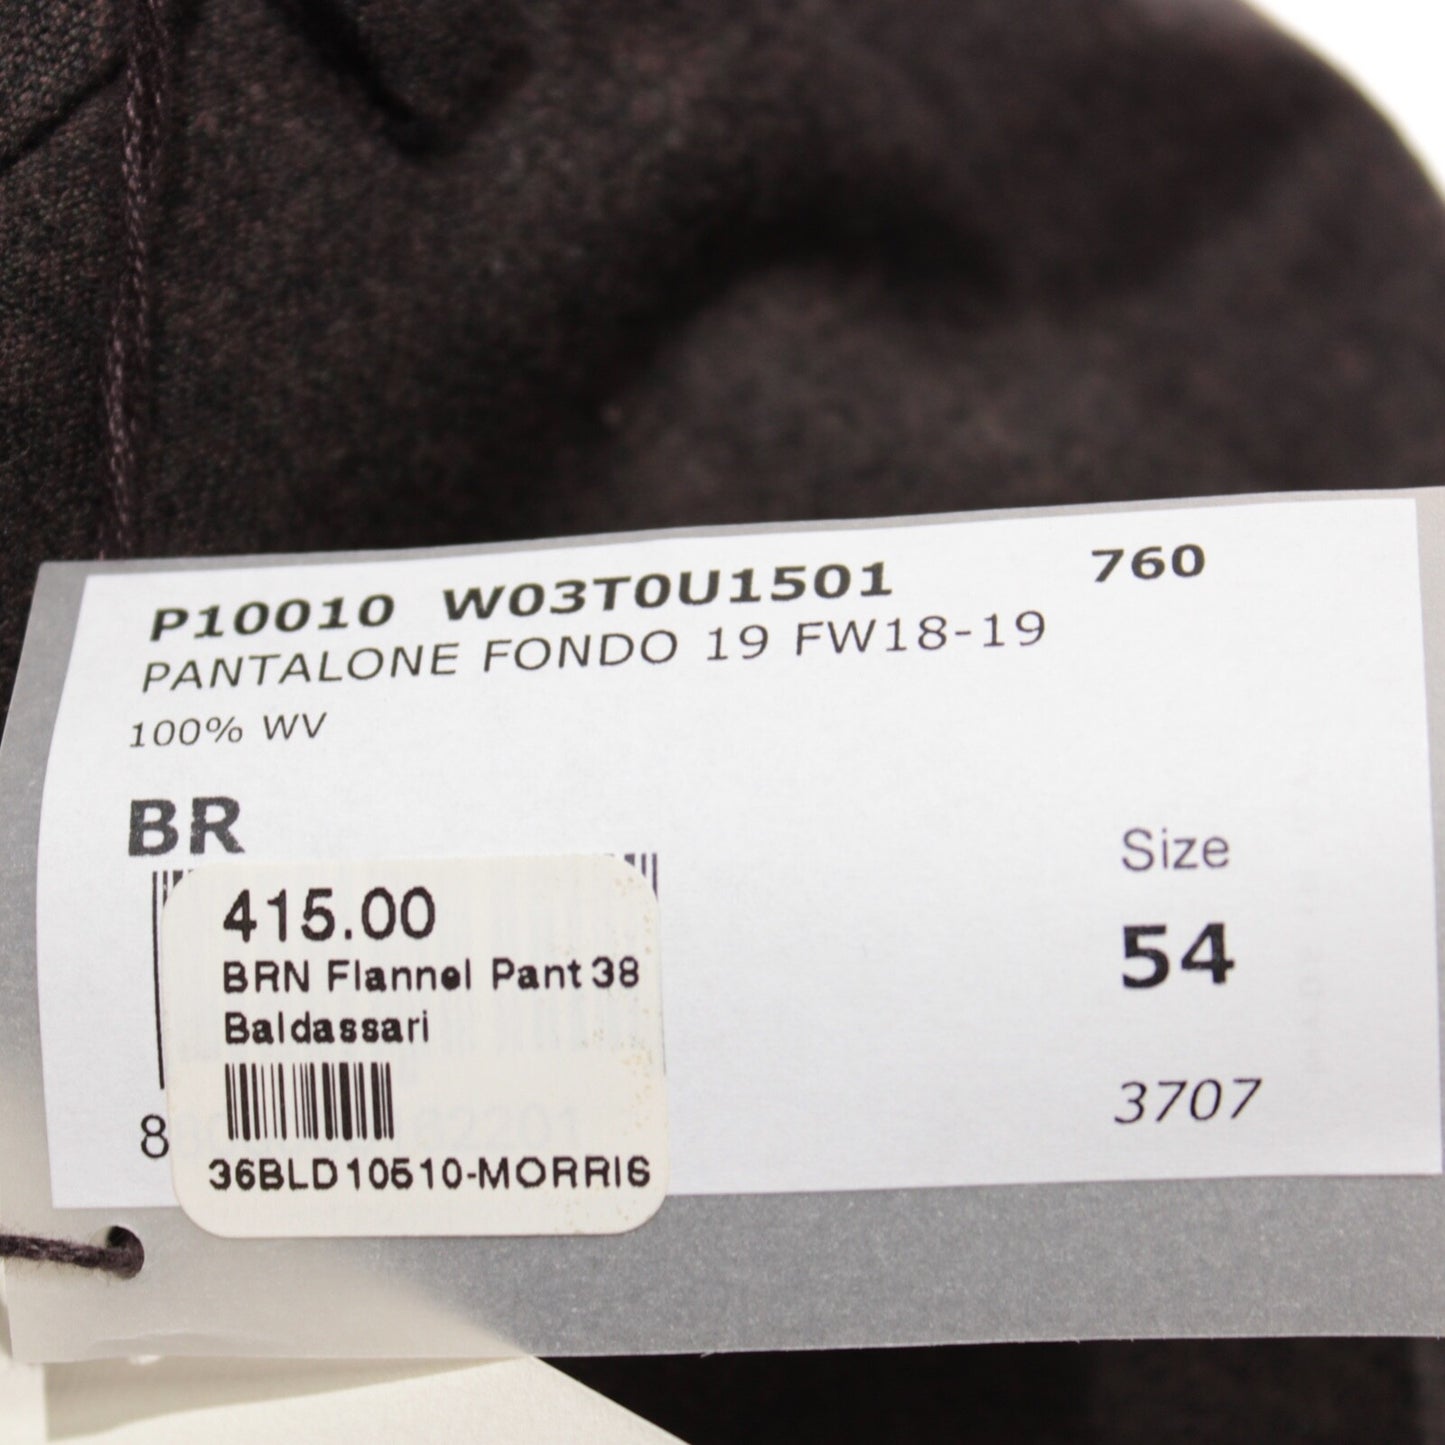 P10010 W03T0U1501 760
PANTALONE FONDO 19 FW18-19
100% WV
BR
Size
54
3707
415.00
BRN Flannel Pant 38
Baldassari
36BLD10510-MORRIS
8